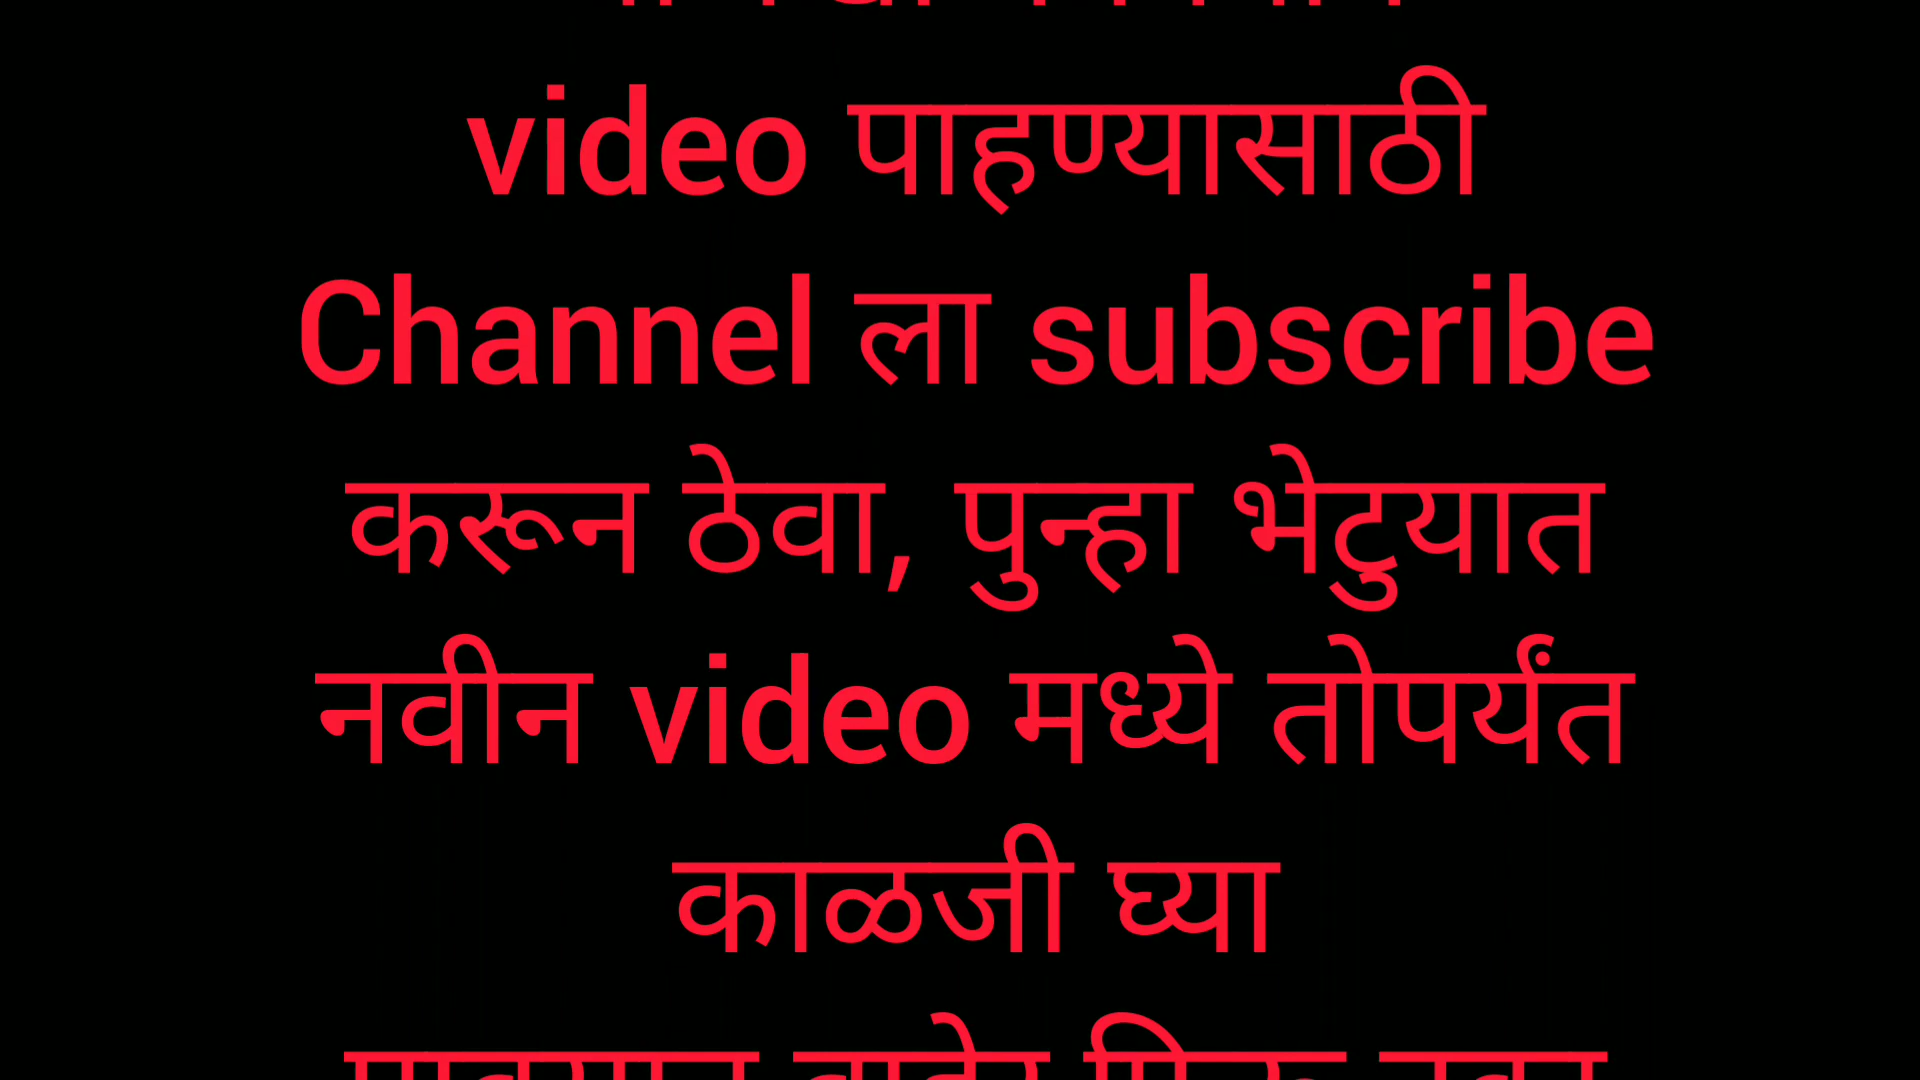 video पाहण्यासाठी
Channel ला subscribe
करून ठेवा, पुन्हा भेटुयात
नवीन video मध्ये तोपर्यंत
काळजी घ्या